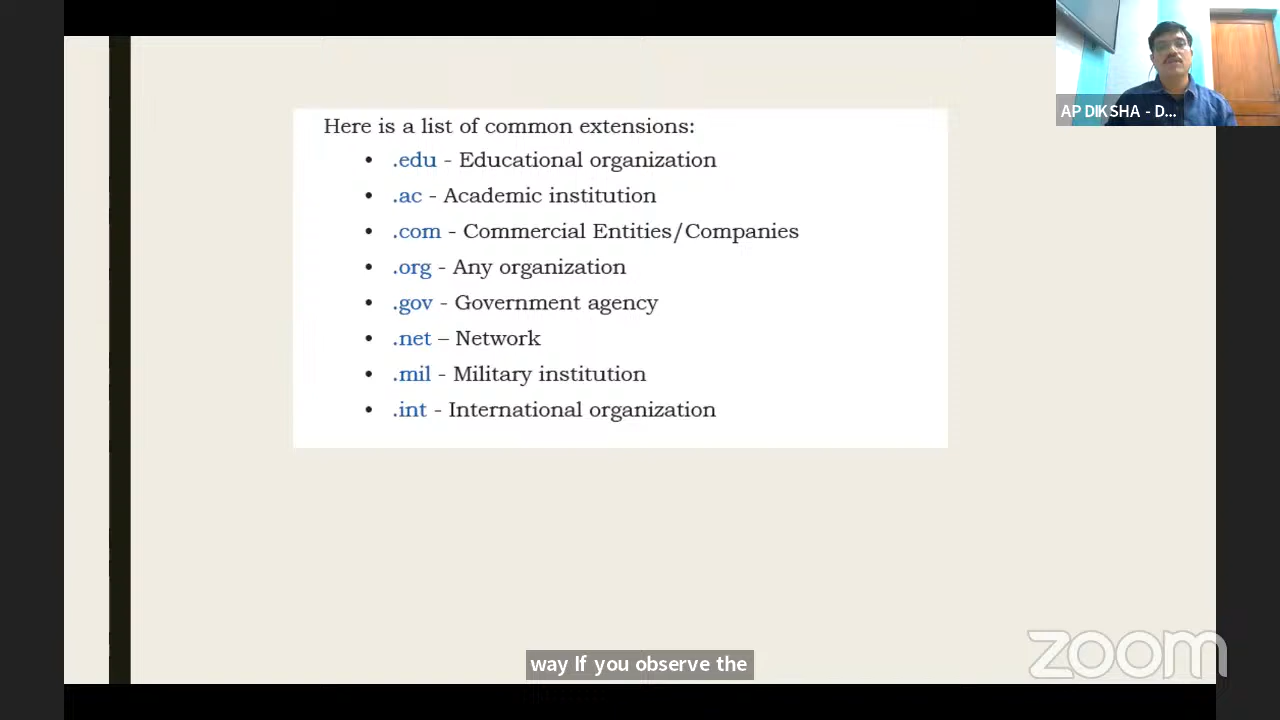 AP DIKSHA - D...
Here is a list of common extensions:
• .edu - Educational organization
• .ac - Academic institution
• .com - Commercial Entities/Companies
• .org - Any organization
• .gov - Government agency
• .net – Network
• .mil - Military institution
• .int - International organization
way If you observe the
zoom